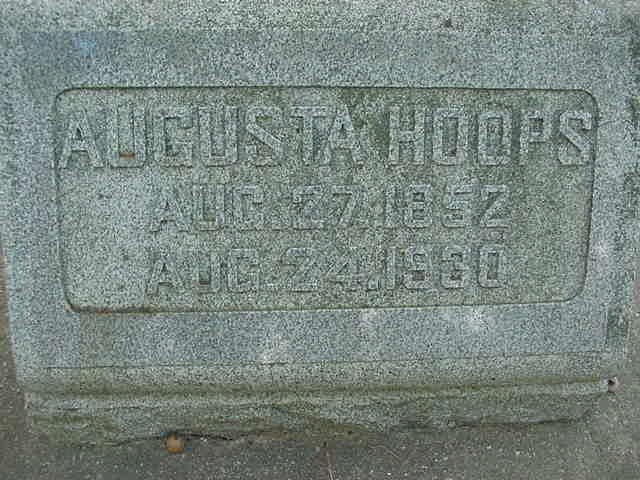 AUGUSTA HOOPS
AUG. 27, 1852
AUG. 24, 1930